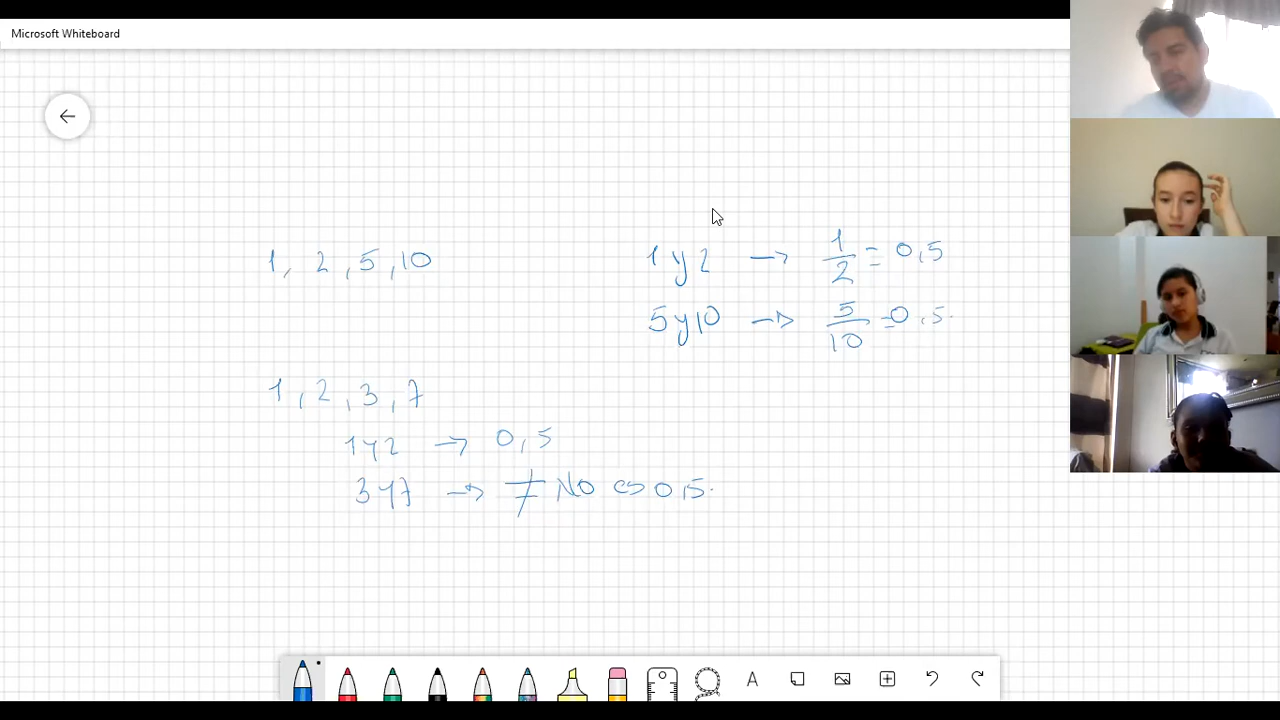 Microsoft Whiteboard
1, 2, 5, 10
1 y 2 → 1/2 = 0,5
5 y 10 → 5/10 = 0,5.
1, 2, 3, 7
1 y 2 → 0,5
3 y 7 → ≠ NO es 0,5.
A